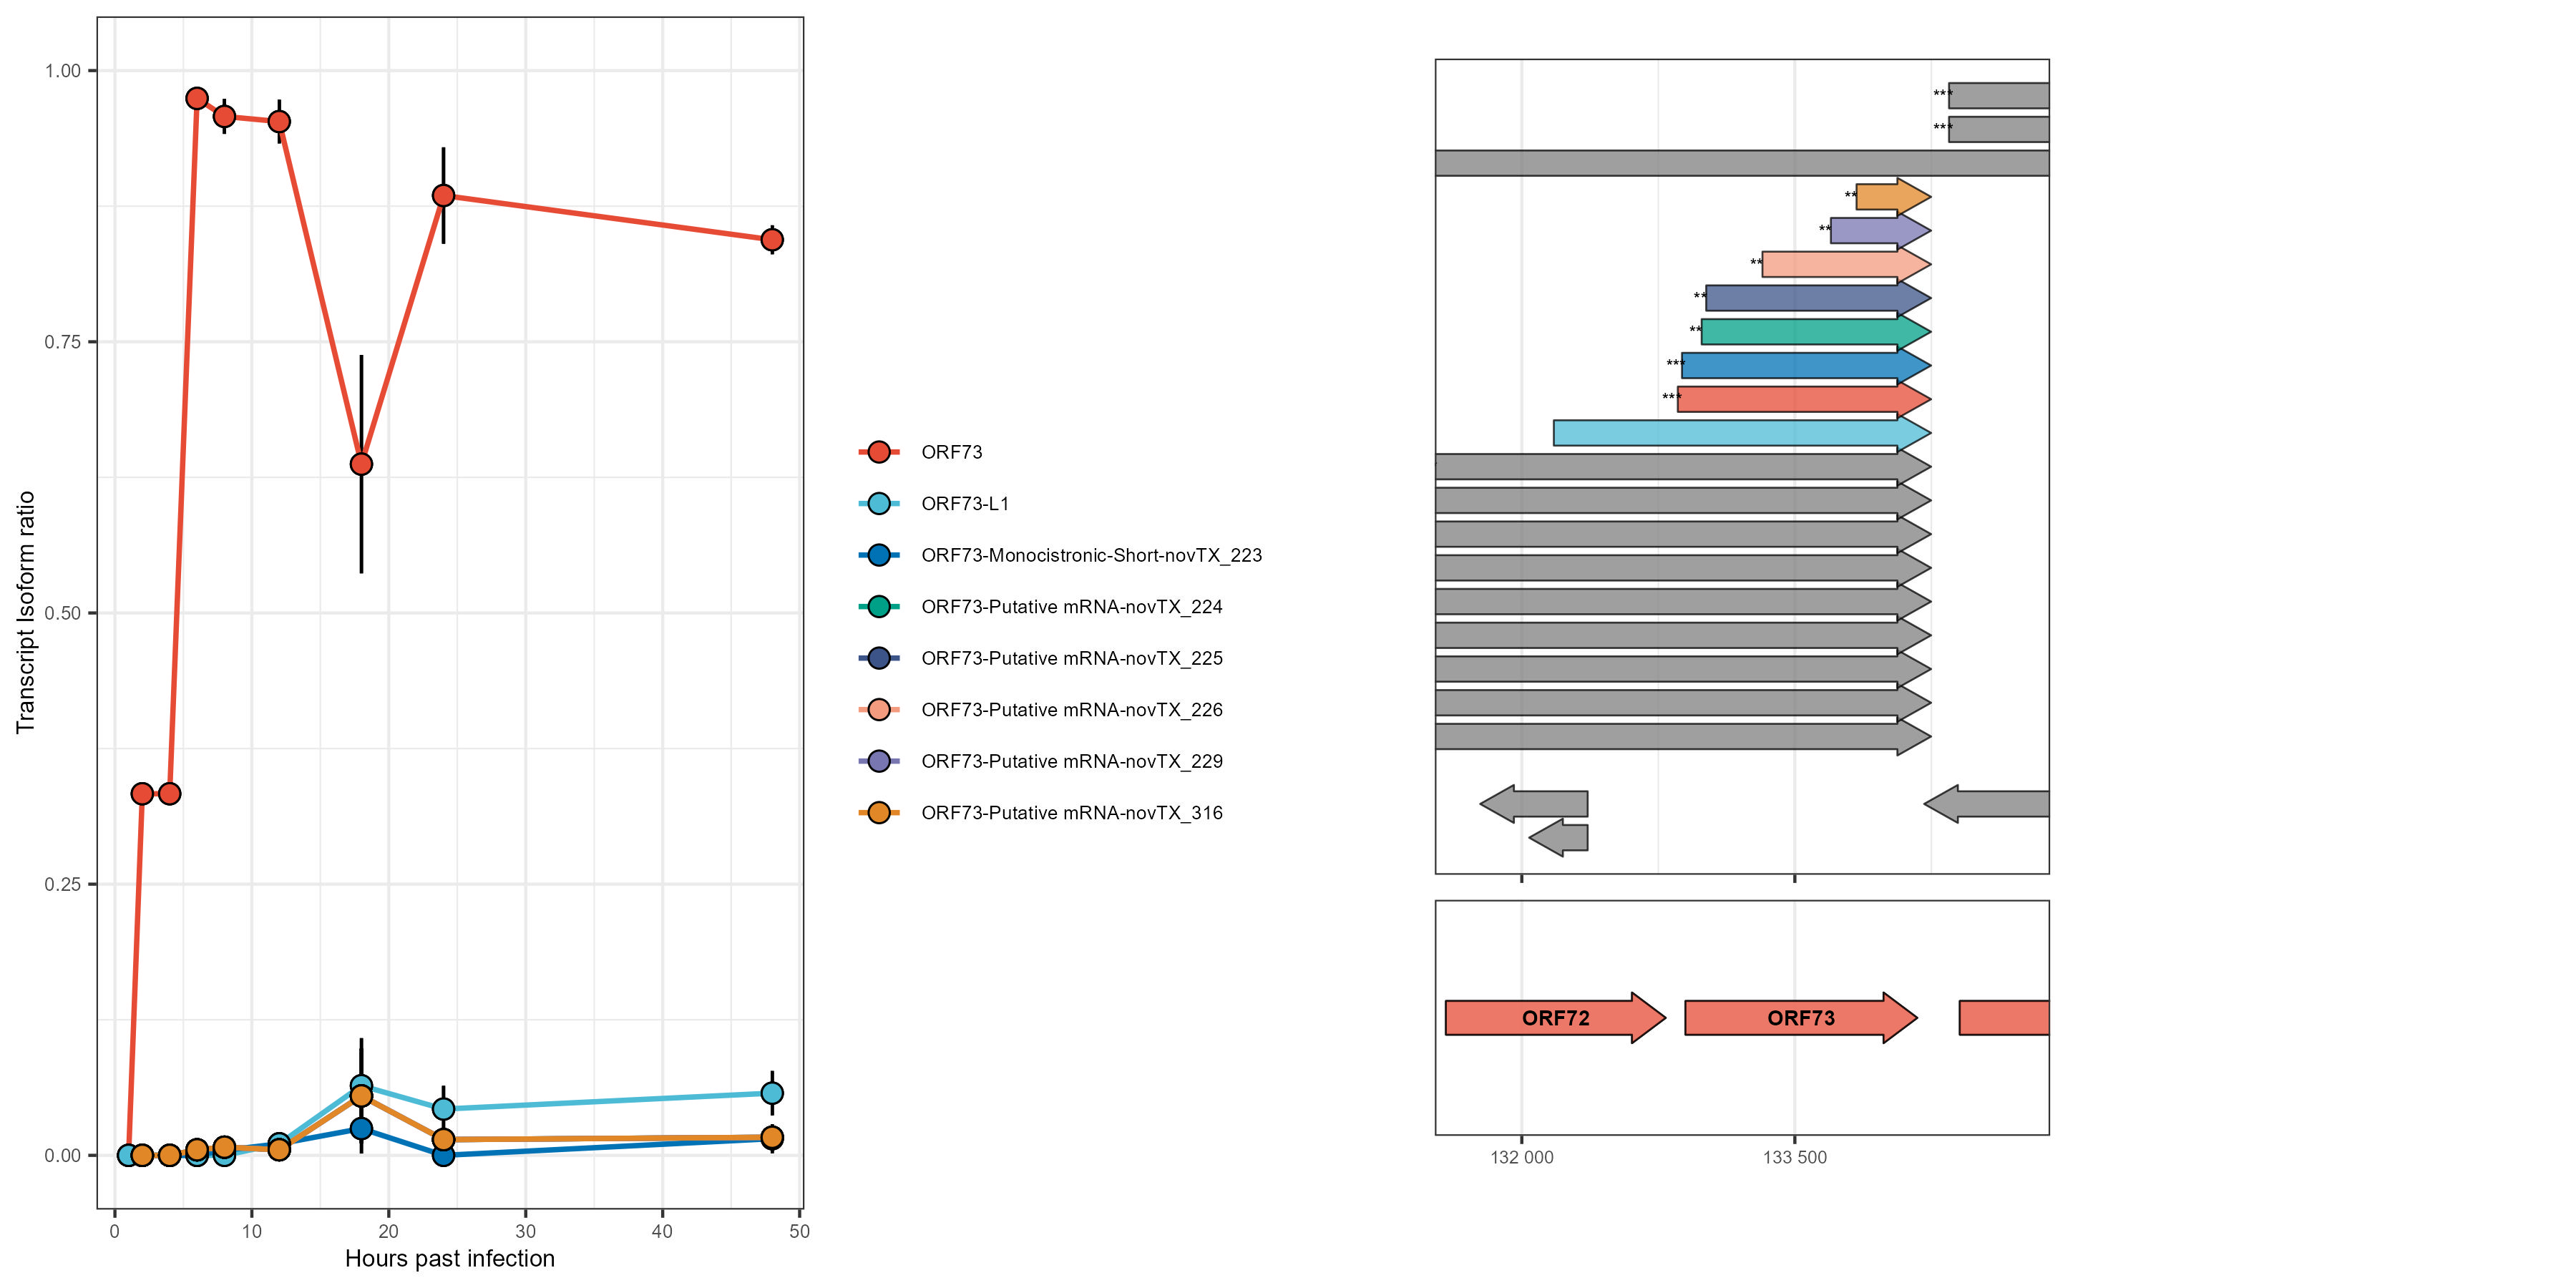 1.00
0.75
0.50
0.25
0.00
Transcript Isoform ratio
0 10 20 30 40 50
Hours past infection
ORF73
ORF73-L1
ORF73-Monocistronic-Short-novTX_223
ORF73-Putative mRNA-novTX_224
ORF73-Putative mRNA-novTX_225
ORF73-Putative mRNA-novTX_226
ORF73-Putative mRNA-novTX_229
ORF73-Putative mRNA-novTX_316
***
***
**
**
**
**
**
***
***
ORF72 ORF73
132 000 133 500